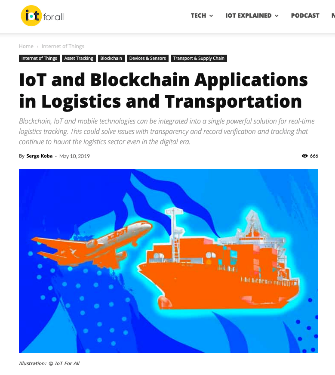 iot for all
TECH IOT EXPLAINED PODCAST
Home › Internet of Things
Internet of Things Asset Tracking Blockchain Devices & Sensors Transport & Supply Chain
IoT and Blockchain Applications
in Logistics and Transportation
Blockchain, IoT and mobile technologies can be integrated into a single powerful solution for real-time
logistics tracking. This could solve issues with transparency and record verification and tracking that
continue to haunt the logistics sector even in the digital era.
By Serge Koba - May 10, 2019 666
Illustration: © IoT For All